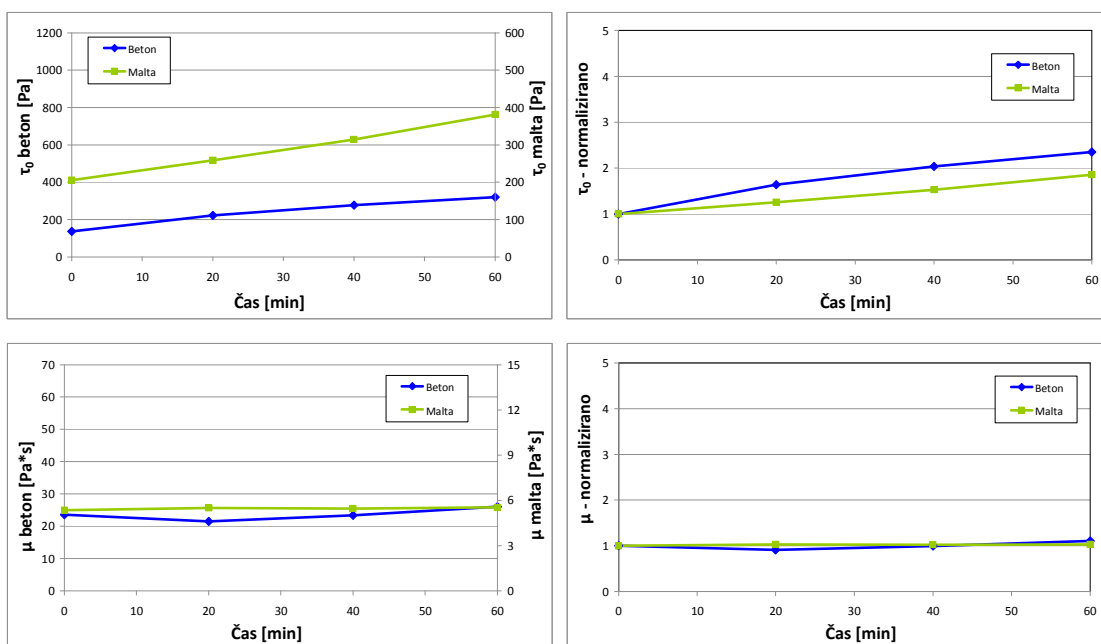 τ₀ beton [Pa]
1200
1000
800
600
400
200
0
Beton
Malta
600
500
400
300
200
100
0
τ₀ malta [Pa]
0 10 20 30 40 50 60
Čas [min]
τ₀ - normalizirano
5
4
3
2
1
0
Beton
Malta
0 10 20 30 40 50 60
Čas [min]
μ beton [Pa*s]
70
60
50
40
30
20
10
0
Beton
Malta
15
12
9
6
3
0
μ malta [Pa*s]
0 10 20 30 40 50 60
Čas [min]
μ - normalizirano
5
4
3
2
1
0
Beton
Malta
0 10 20 30 40 50 60
Čas [min]